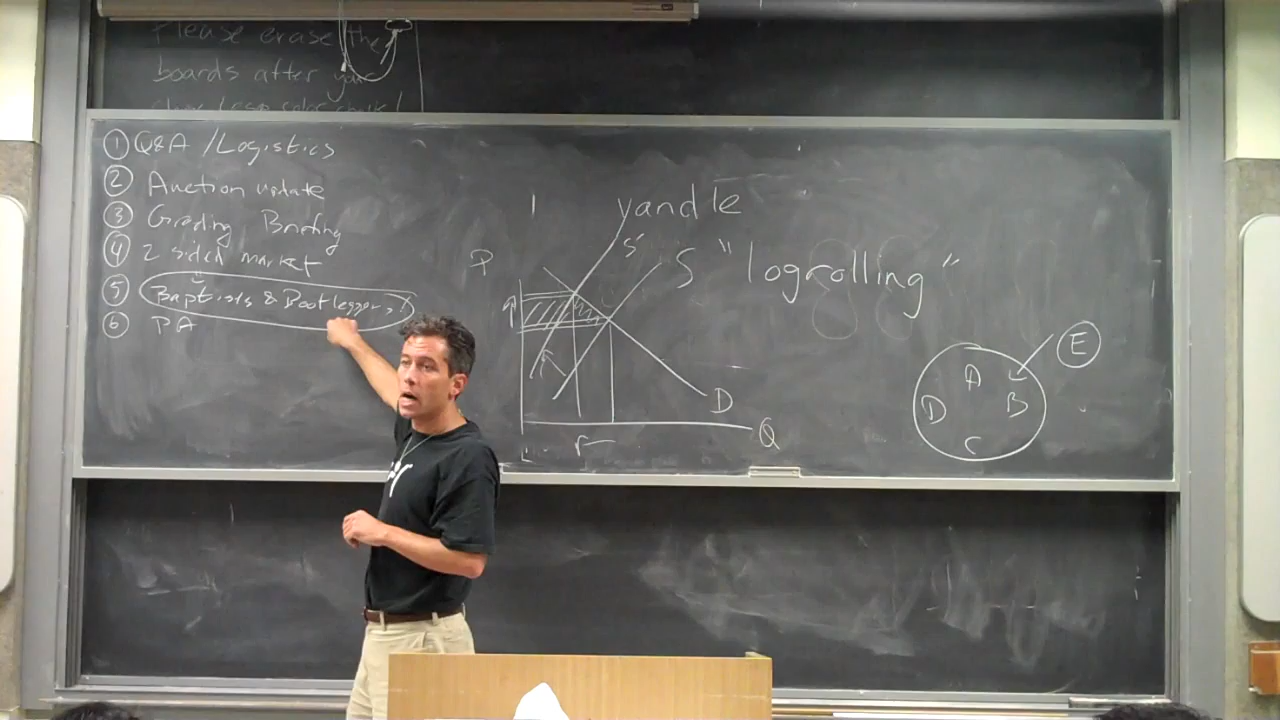 Please erase the
boards after your
① Q&A / Logistics
② Auction update
③ Grading Briefing
④ 2 sided market
⑤ Baptists & Bootleggers!
⑥ PA
yandle
"logrolling"
P
S'
S
D
Q
E
A
B
C
D